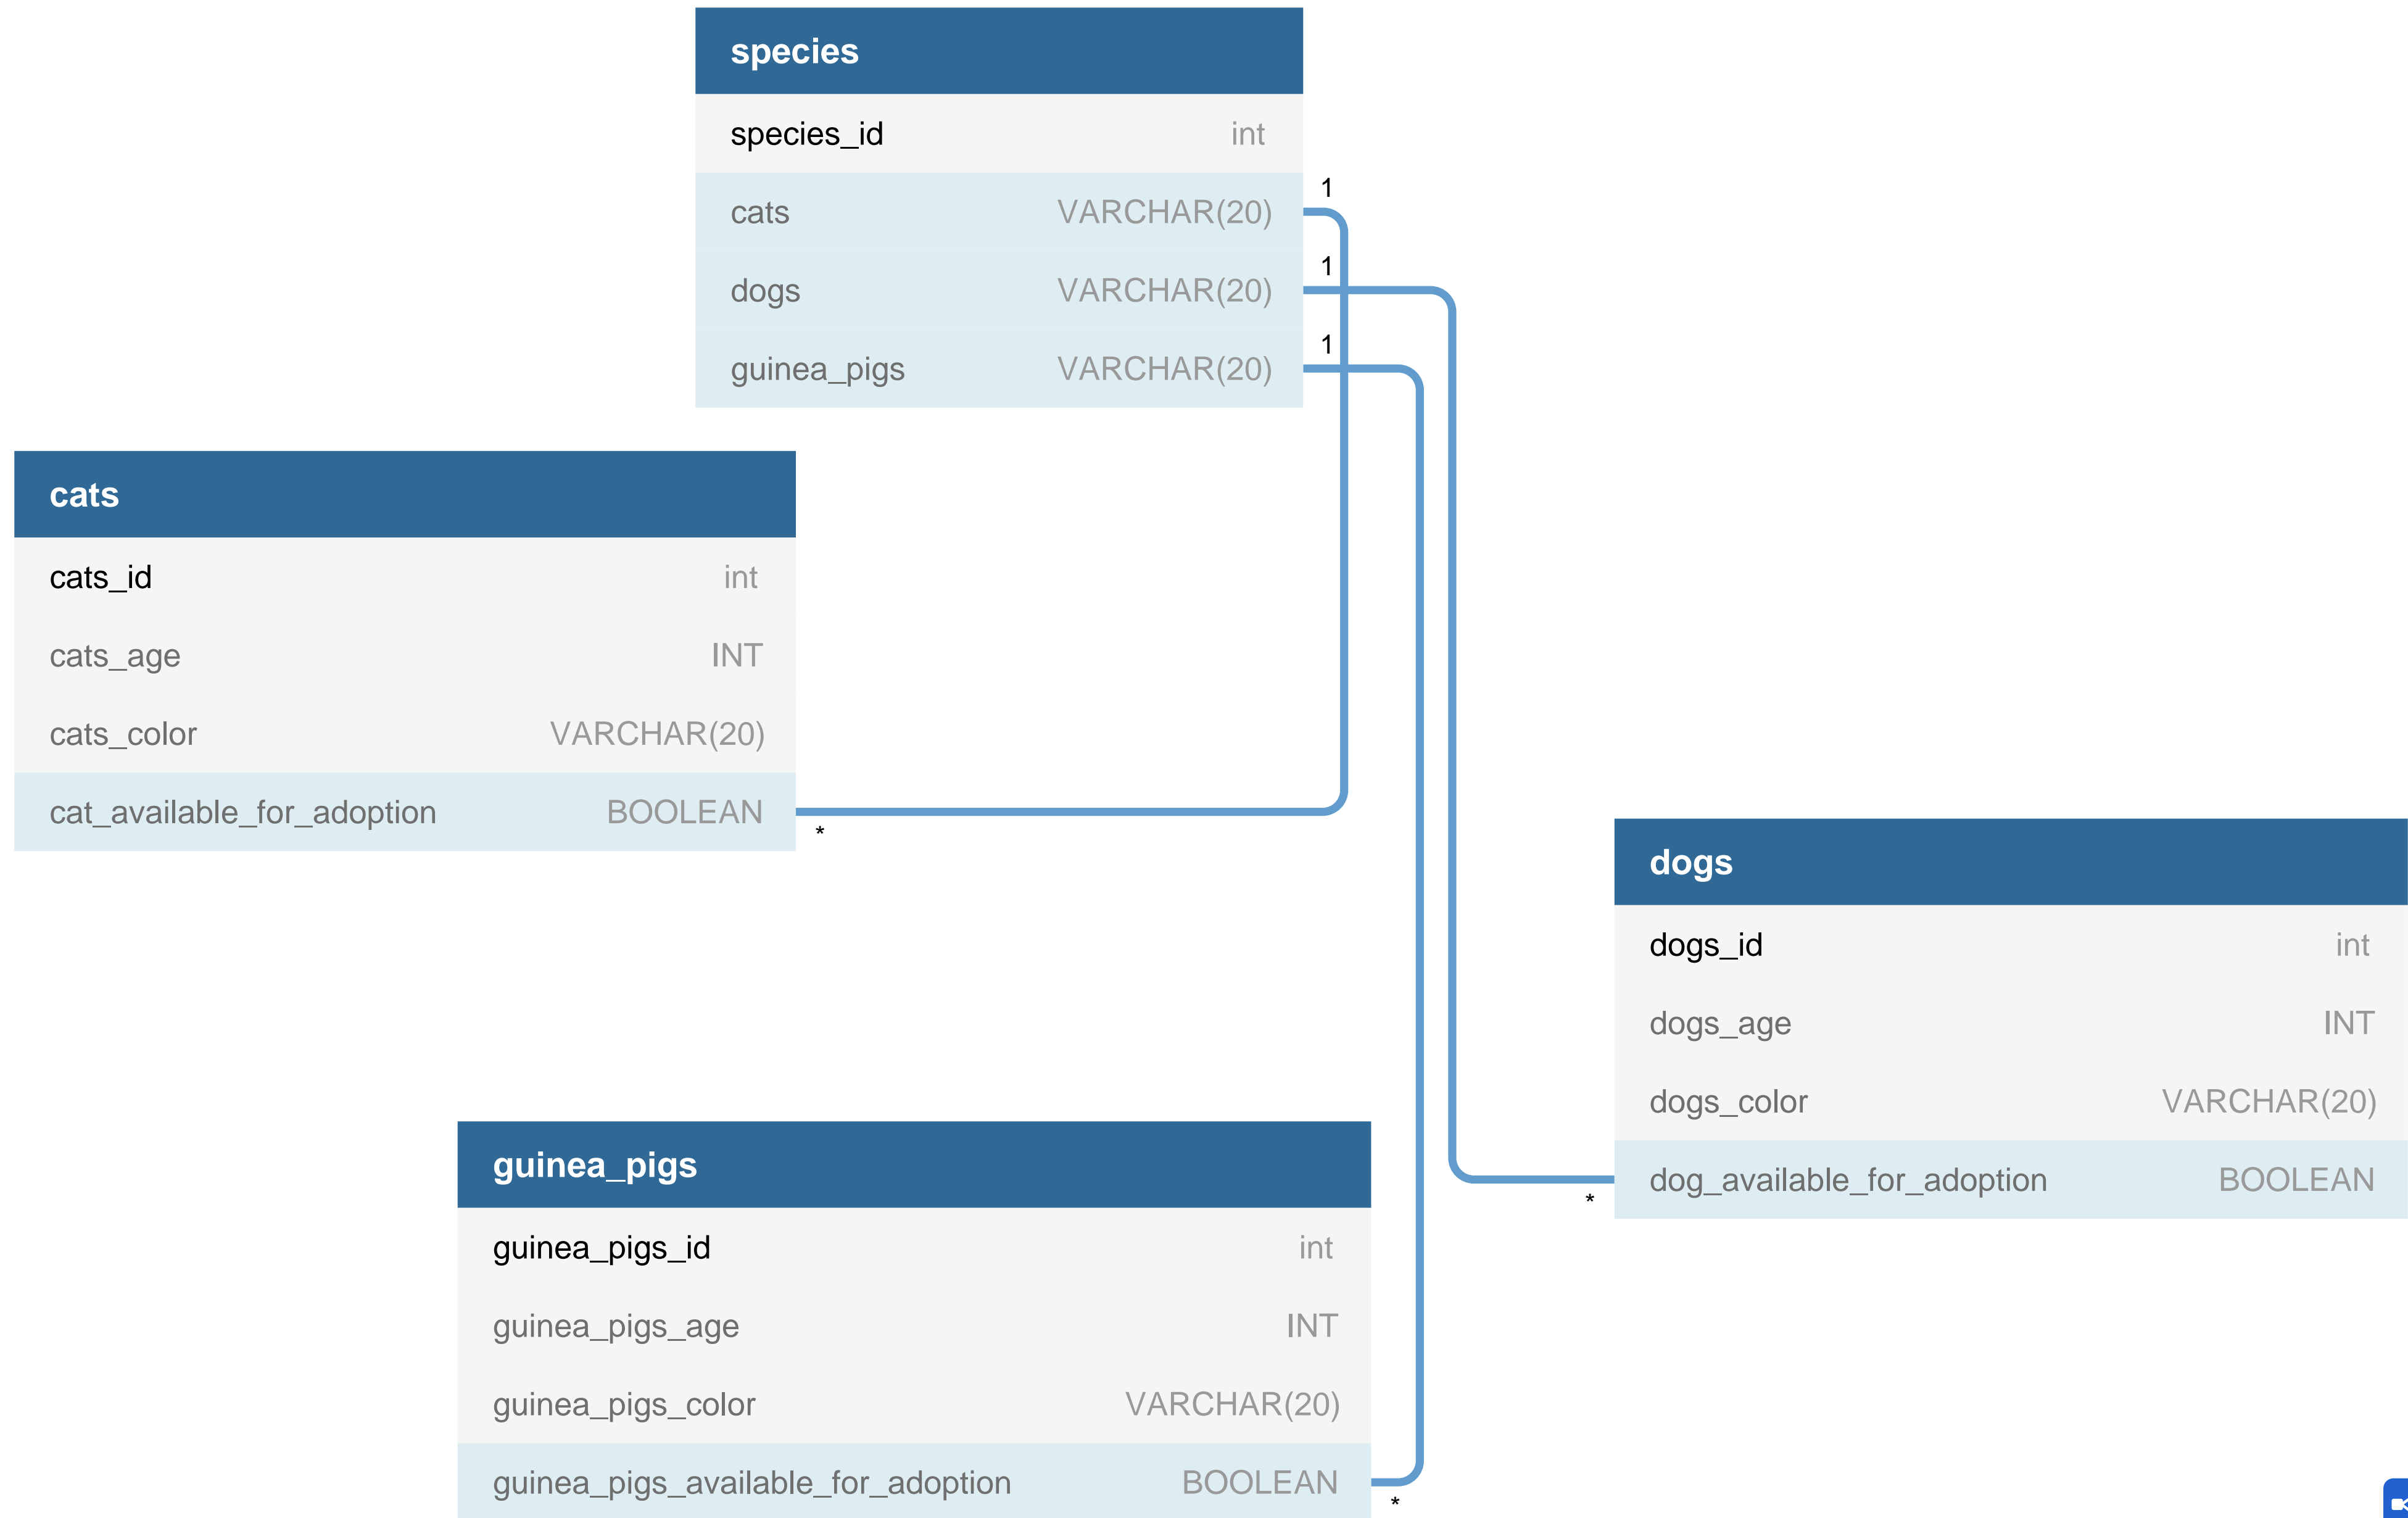 species
species_id int
1
cats VARCHAR(20)
1
dogs VARCHAR(20)
1
guinea_pigs VARCHAR(20)
cats
cats_id int
cats_age INT
cats_color VARCHAR(20)
cat_available_for_adoption BOOLEAN
*
dogs
dogs_id int
dogs_age INT
dogs_color VARCHAR(20)
dog_available_for_adoption BOOLEAN
*
guinea_pigs
guinea_pigs_id int
guinea_pigs_age INT
guinea_pigs_color VARCHAR(20)
guinea_pigs_available_for_adoption BOOLEAN
*